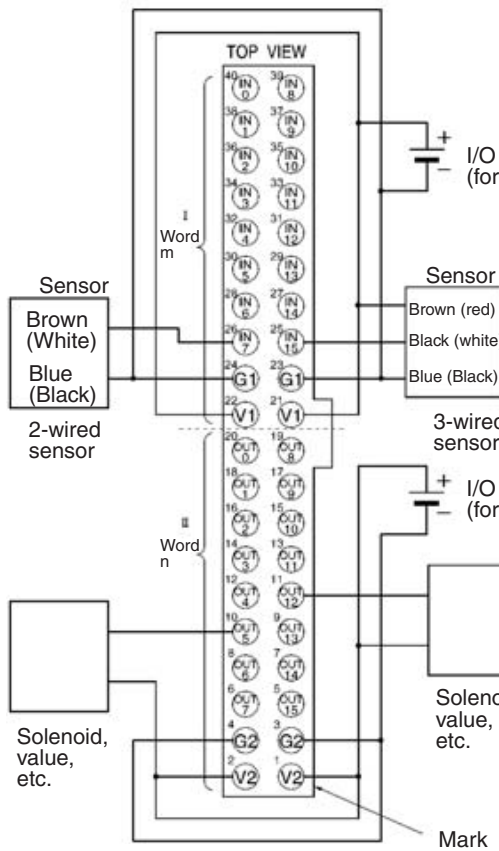 TOP VIEW
40 IN 0 39 IN 8
38 IN 1 37 IN 9
36 IN 2 35 IN 10
34 IN 3 33 IN 11
32 IN 4 31 IN 12
30 IN 5 29 IN 13
28 IN 6 27 IN 14
26 IN 7 25 IN 15
24 G1 23 G1
22 V1 21 V1
20 OUT 0 19 OUT 8
18 OUT 1 17 OUT 9
16 OUT 2 15 OUT 10
14 OUT 3 13 OUT 11
12 OUT 4 11 OUT 12
10 OUT 5 9 OUT 13
8 OUT 6 7 OUT 14
6 OUT 7 5 OUT 15
4 G2 3 G2
2 V2 1 V2
I
Word
m
II
Word
n
Sensor
Brown
(White)
Blue
(Black)
2-wired
sensor
Solenoid,
value,
etc.
+
−
I/O
(for
Sensor
Brown (red)
Black (white
Blue (Black)
3-wired
sensor
+
−
I/O
(for
Solenoid
value,
etc.
Mark